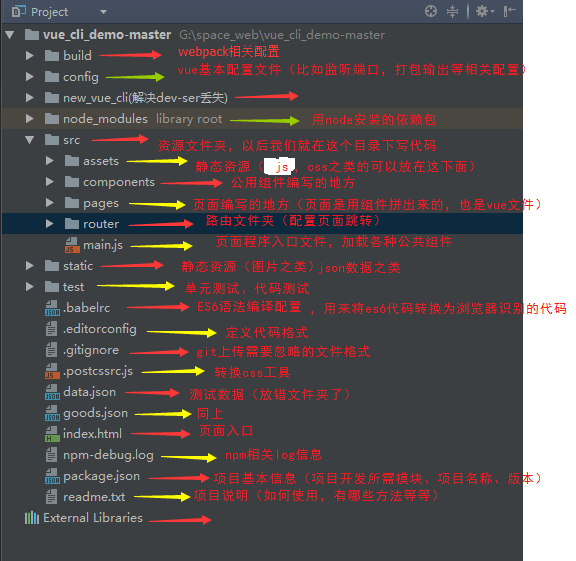 Project
vue_cli_demo-master G:\space_web\vue_cli_demo-master
build webpack相关配置
config vue基本配置文件（比如监听端口，打包输出等相关配置）
new_vue_cli(解决dev-ser丢失)
node_modules library root 用node安装的依赖包
src 资源文件夹，以后我们就在这个目录下写代码
assets 静态资源（ js，css之类的可以放在这下面）
components 公用组件编写的地方
pages 页面编写的地方（页面是用组件拼出来的，也是vue文件）
router 路由文件夹（配置页面跳转）
main.js 页面程序入口文件，加载各种公共组件
static 静态资源（图片之类）json数据之类
test 单元测试、代码测试
.babelrc ES6语法编译配置 ，用来将es6代码转换为浏览器识别的代码
.editorconfig 定义代码格式
.gitignore git上传需要忽略的文件格式
.postcssrc.js 转换css工具
data.json 测试数据（放错文件夹了）
goods.json 同上
index.html 页面入口
npm-debug.log npm相关log信息
package.json 项目基本信息（项目开发所需模块、项目名称、版本）
readme.txt 项目说明（如何使用，有哪些方法等等）
External Libraries